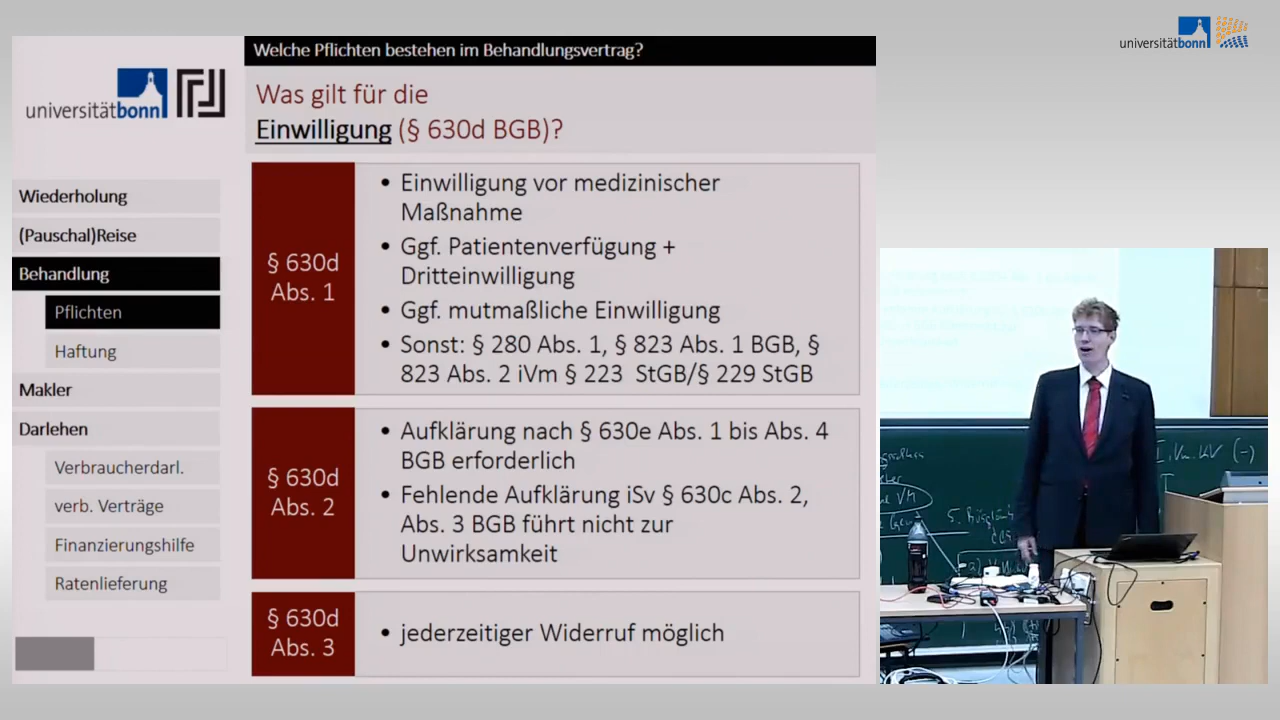 universitätbonn
Welche Pflichten bestehen im Behandlungsvertrag?
universitätbonn
Was gilt für die
Einwilligung (§ 630d BGB)?
Wiederholung
(Pauschal)Reise
Behandlung
Pflichten
Haftung
Makler
Darlehen
Verbraucherdarl.
verb. Verträge
Finanzierungshilfe
Ratenlieferung
§ 630d
Abs. 1
• Einwilligung vor medizinischer
Maßnahme
• Ggf. Patientenverfügung +
Dritteinwilligung
• Ggf. mutmaßliche Einwilligung
• Sonst: § 280 Abs. 1, § 823 Abs. 1 BGB, §
823 Abs. 2 iVm § 223 StGB/§ 229 StGB
§ 630d
Abs. 2
• Aufklärung nach § 630e Abs. 1 bis Abs. 4
BGB erforderlich
• Fehlende Aufklärung iSv § 630c Abs. 2,
Abs. 3 BGB führt nicht zur
Unwirksamkeit
§ 630d
Abs. 3
• jederzeitiger Widerruf möglich